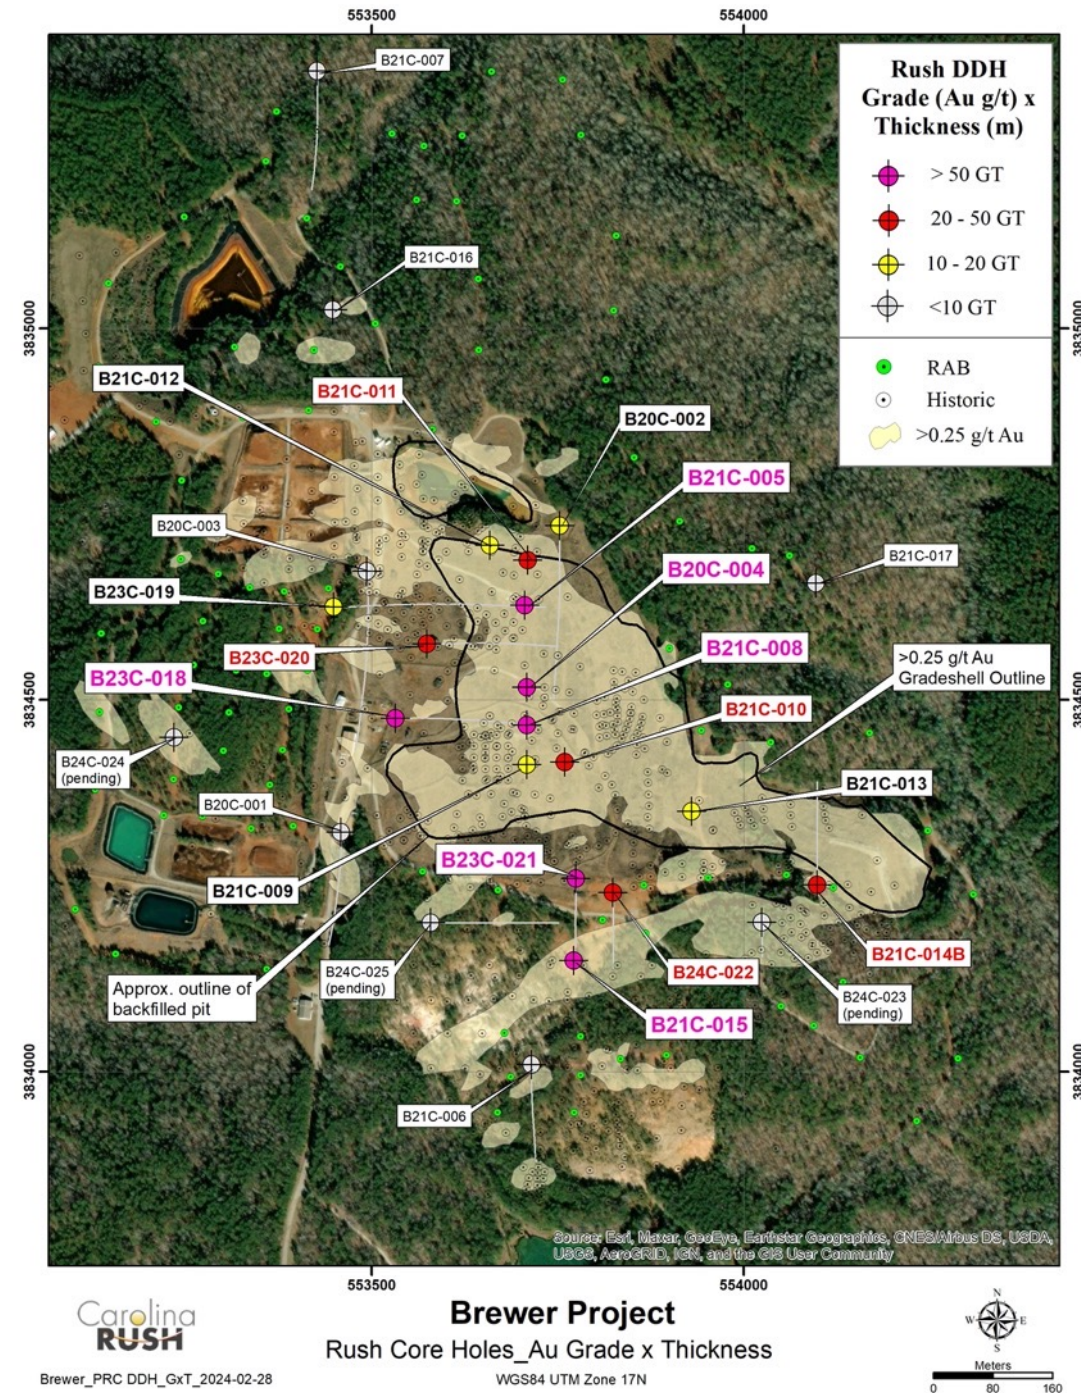 553500
554000
B21C-007
Rush DDH
Grade (Au g/t) x
Thickness (m)
> 50 GT
20 - 50 GT
10 - 20 GT
<10 GT
RAB
Historic
>0.25 g/t Au
B21C-016
3835000
3835000
B21C-012
B21C-011
B20C-002
B21C-005
B20C-003
B20C-004
B21C-017
B23C-019
B23C-020
B21C-008
B23C-018
>0.25 g/t Au
Gradeshell Outline
3834500
3834500
B21C-010
B24C-024
(pending)
B21C-013
B20C-001
B23C-021
B21C-009
B21C-014B
B24C-025
(pending)
B24C-022
Approx. outline of
backfilled pit
B24C-023
(pending)
B21C-015
3834000
3834000
B21C-006
Source: Esri, Maxar, GeoEye, Earthstar Geographics, CNES/Airbus DS, USDA,
USGS, AeroGRID, IGN, and the GIS User Community
553500
554000
Carolina
RUSH
Brewer Project
Rush Core Holes_Au Grade x Thickness
WGS84 UTM Zone 17N
Brewer_PRC DDH_GxT_2024-02-28
N
W
E
S
Meters
0
80
160